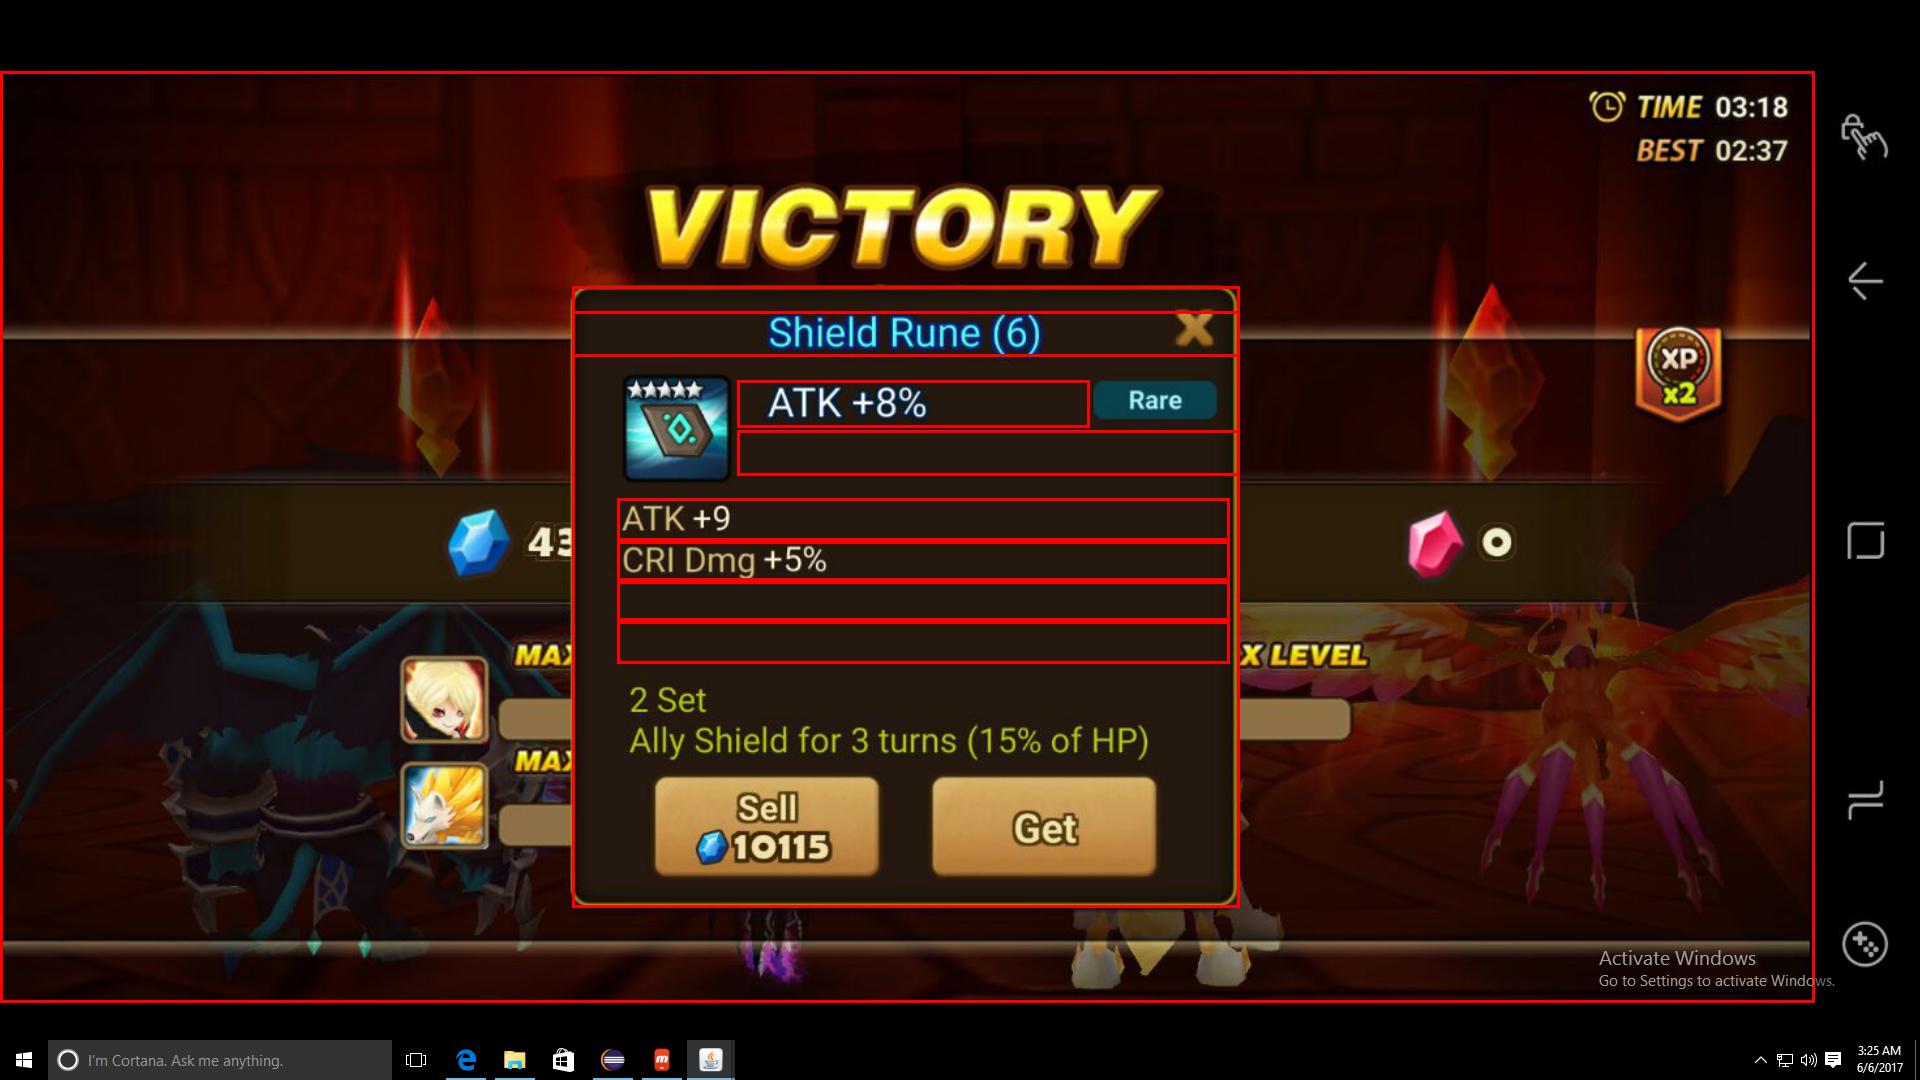 TIME 03:18
BEST 02:37
VICTORY
Shield Rune (6)
X
ATK +8%
Rare
XP
x2
ATK +9
43
0
CRI Dmg +5%
MAX
X LEVEL
2 Set
Ally Shield for 3 turns (15% of HP)
MAX
Sell
10115
Get
Activate Windows
Go to Settings to activate Windows.
I'm Cortana. Ask me anything.
3:25 AM
6/6/2017